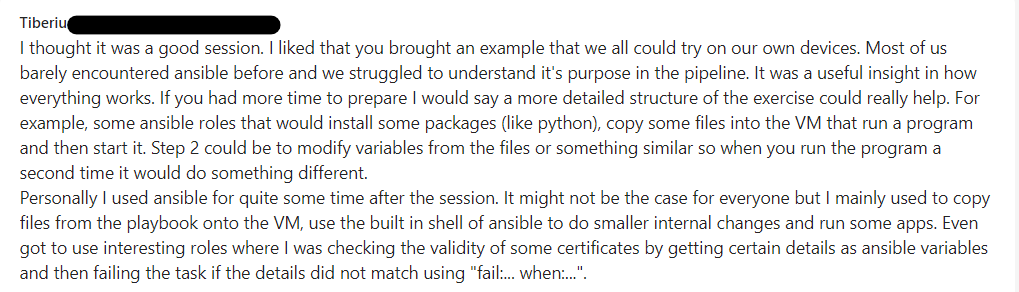 Tiberiu
I thought it was a good session. I liked that you brought an example that we all could try on our own devices. Most of us
barely encountered ansible before and we struggled to understand it's purpose in the pipeline. It was a useful insight in how
everything works. If you had more time to prepare I would say a more detailed structure of the exercise could really help. For
example, some ansible roles that would install some packages (like python), copy some files into the VM that run a program
and then start it. Step 2 could be to modify variables from the files or something similar so when you run the program a
second time it would do something different.
Personally I used ansible for quite some time after the session. It might not be the case for everyone but I mainly used to copy
files from the playbook onto the VM, use the built in shell of ansible to do smaller internal changes and run some apps. Even
got to use interesting roles where I was checking the validity of some certificates by getting certain details as ansible variables
and then failing the task if the details did not match using "fail:... when:...".